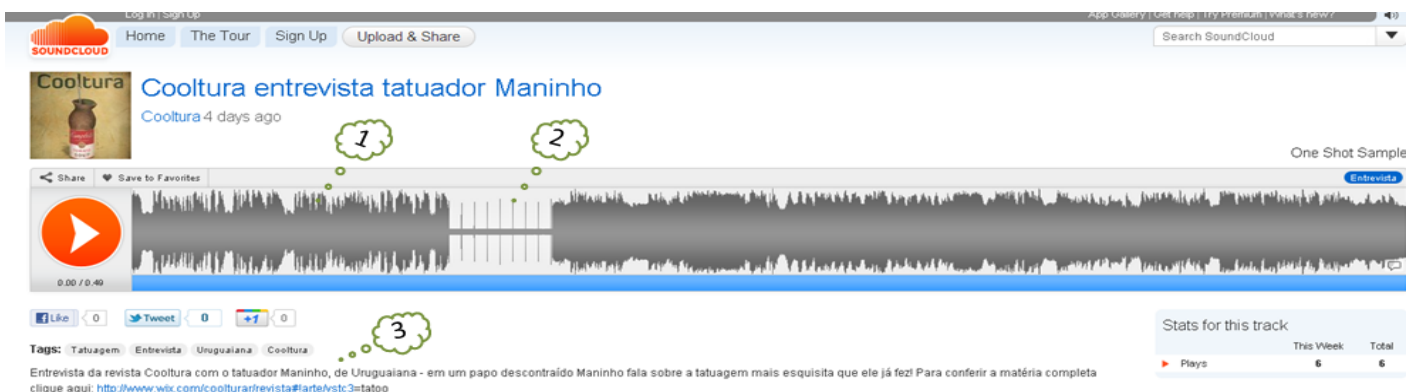 Log in | Sign Up
App Gallery | Get help | Try Premium | What's new?
SOUNDCLOUD
Home The Tour Sign Up Upload & Share
Search SoundCloud
Cooltura
Cooltura entrevista tatuador Maninho
Cooltura 4 days ago
1
2
One Shot Sample
Share Save to Favorites
Entrevista
0.00 / 0.49
Like 0 Tweet 0 +1 0
3
Stats for this track
Tags: Tatuagem Entrevista Uruguaiana Cooltura
This Week Total
Plays 6 6
Entrevista da revista Cooltura com o tatuador Maninho, de Uruguaiana - em um papo descontraído Maninho fala sobre a tatuagem mais esquisita que ele já fez! Para conferir a matéria completa
clique aqui: http://www.wix.com/coolturar/revista#!arte/vstc3=tatoo